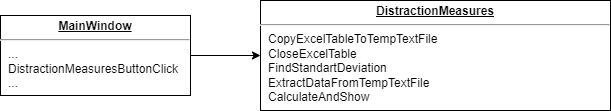 MainWindow
...
DistractionMeasuresButtonClick
...
DistractionMeasures
CopyExcelTableToTempTextFile
CloseExcelTable
FindStandartDeviation
ExtractDataFromTempTextFile
CalculateAndShow